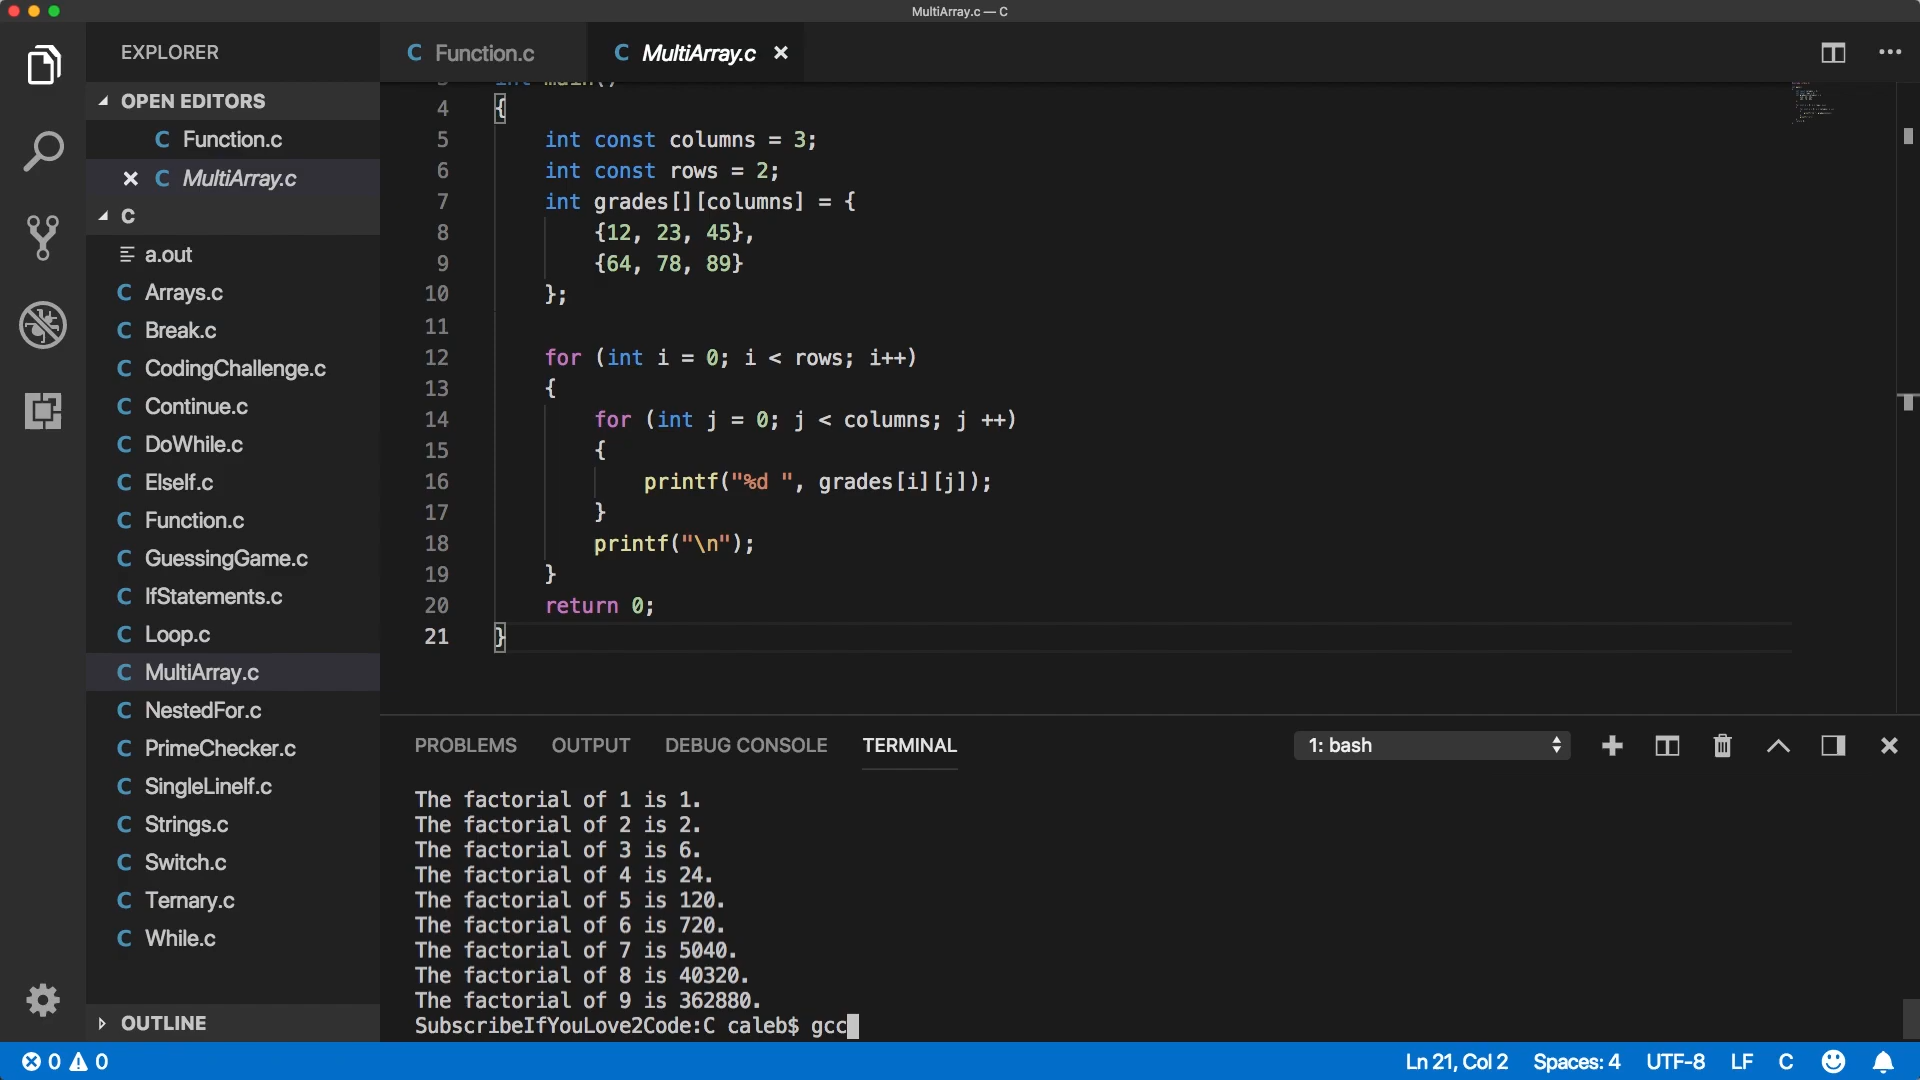 MultiArray.c — C
EXPLORER
OPEN EDITORS
C Function.c
C MultiArray.c
C
a.out
C Arrays.c
C Break.c
C CodingChallenge.c
C Continue.c
C DoWhile.c
C ElseIf.c
C Function.c
C GuessingGame.c
C IfStatements.c
C Loop.c
C MultiArray.c
C NestedFor.c
C PrimeChecker.c
C SingleLineIf.c
C Strings.c
C Switch.c
C Ternary.c
C While.c
OUTLINE
C Function.c
C MultiArray.c
3 int main()
4 {
5 int const columns = 3;
6 int const rows = 2;
7 int grades[][columns] = {
8 {12, 23, 45},
9 {64, 78, 89}
10 };
11
12 for (int i = 0; i < rows; i++)
13 {
14 for (int j = 0; j < columns; j ++)
15 {
16 printf("%d ", grades[i][j]);
17 }
18 printf("\n");
19 }
20 return 0;
21 }
PROBLEMS OUTPUT DEBUG CONSOLE TERMINAL 1: bash
The factorial of 1 is 1.
The factorial of 2 is 2.
The factorial of 3 is 6.
The factorial of 4 is 24.
The factorial of 5 is 120.
The factorial of 6 is 720.
The factorial of 7 is 5040.
The factorial of 8 is 40320.
The factorial of 9 is 362880.
SubscribeIfYouLove2Code:C caleb$ gcc
0 0 Ln 21, Col 2 Spaces: 4 UTF-8 LF C